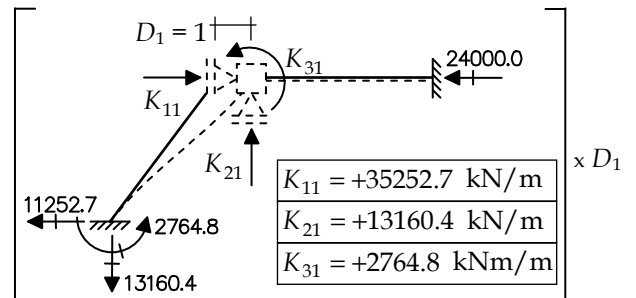 D₁ = 1
K₃₁
24000.0
K₁₁
K₂₁
x D₁
K₁₁ = +35252.7 kN/m
K₂₁ = +13160.4 kN/m
K₃₁ = +2764.8 kNm/m
11252.7
2764.8
13160.4